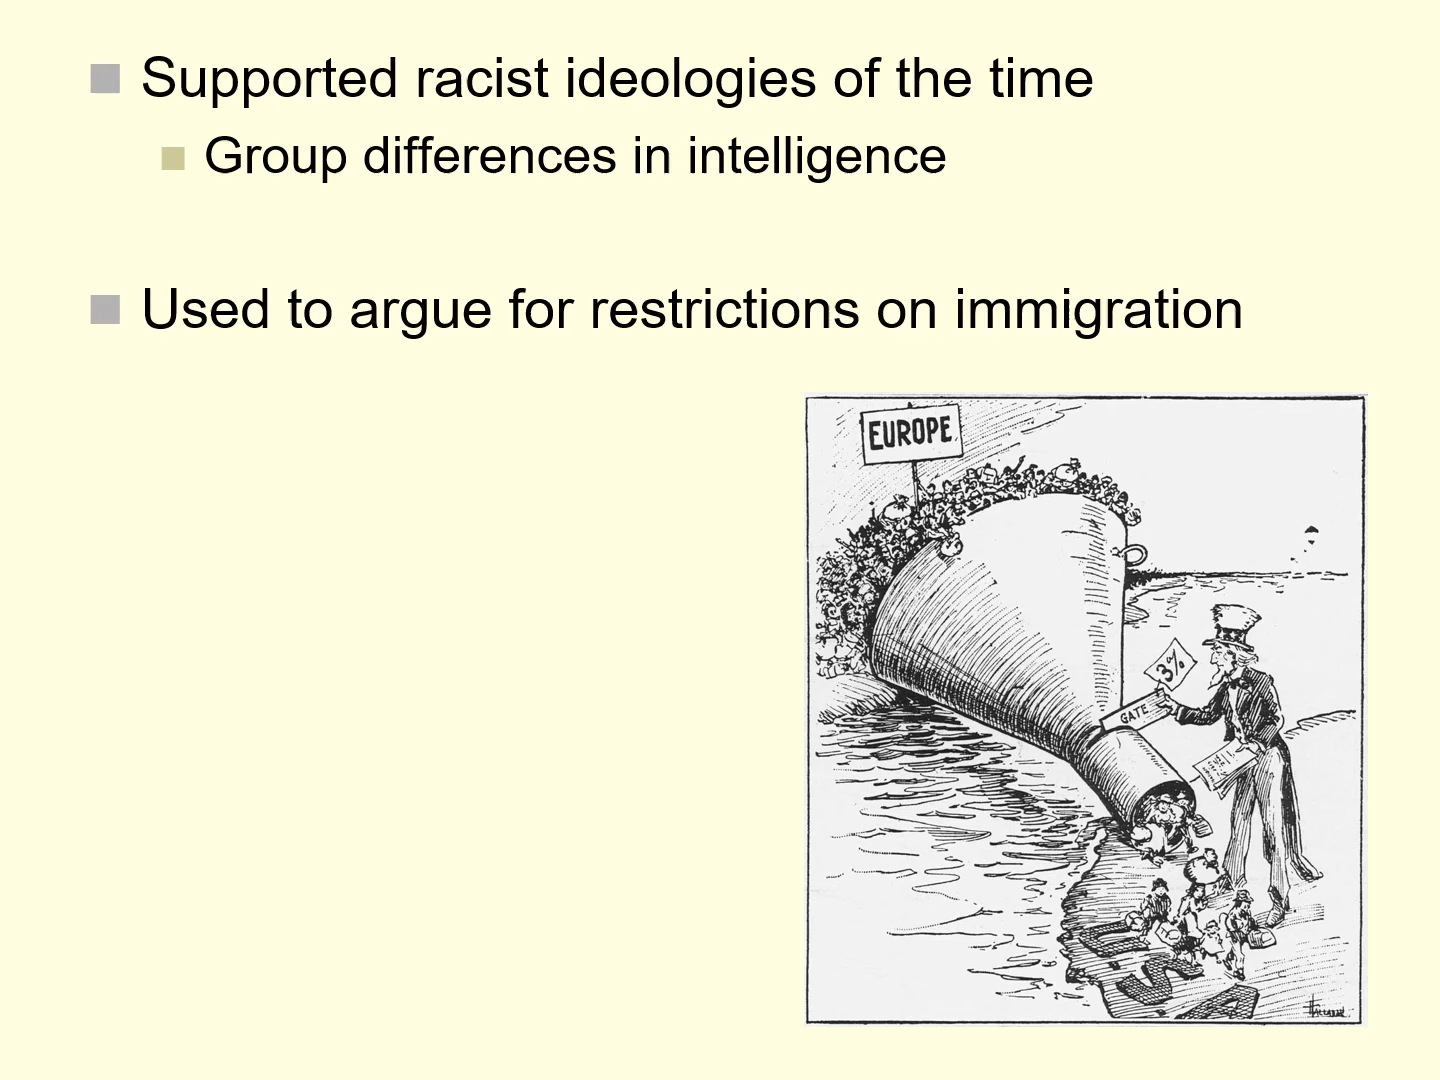 Supported racist ideologies of the time
Group differences in intelligence
Used to argue for restrictions on immigration
EUROPE
3%
GATE
U.S.A